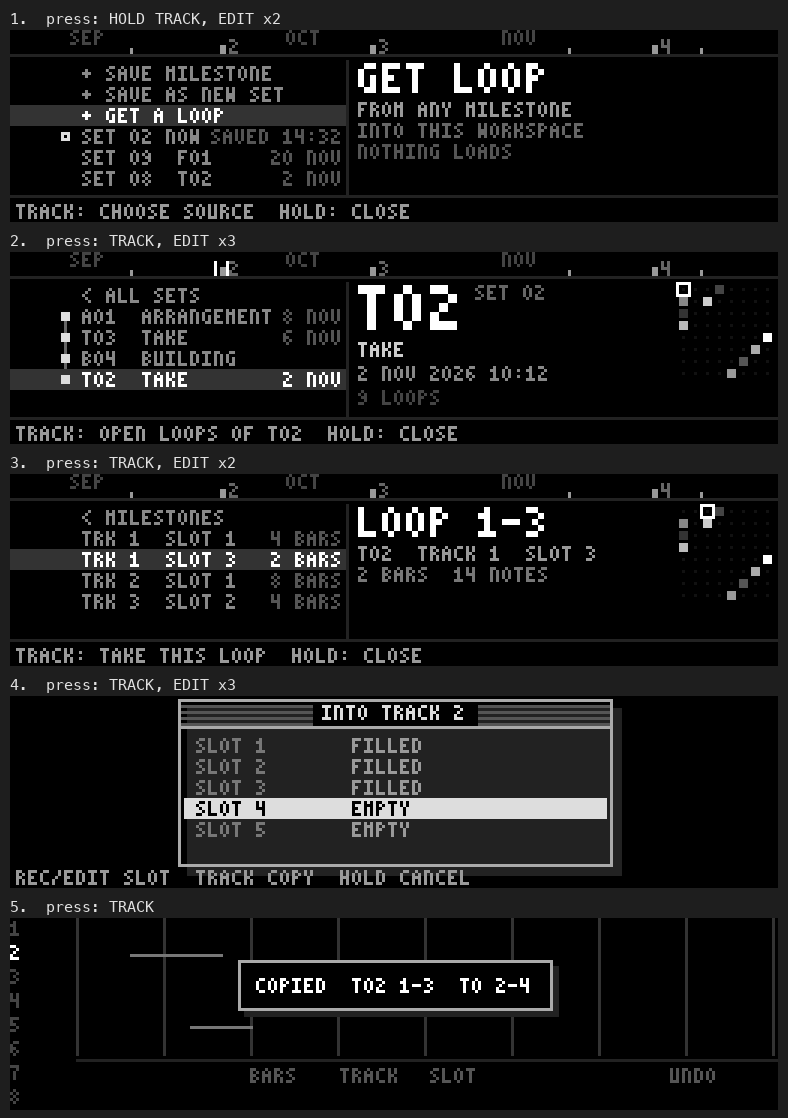 1.  press: HOLD TRACK, EDIT x2
SEP 2 OCT 3 NOV 4
+ SAVE MILESTONE
+ SAVE AS NEW SET
+ GET A LOOP
SET 02 NOW SAVED 14:32
SET 09 F01 20 NOV
SET 08 T02 2 NOV
GET LOOP
FROM ANY MILESTONE
INTO THIS WORKSPACE
NOTHING LOADS
TRACK: CHOOSE SOURCE  HOLD: CLOSE
2.  press: TRACK, EDIT x3
SEP 2 OCT 3 NOV 4
< ALL SETS
A01 ARRANGEMENT 8 NOV
T03 TAKE 6 NOV
B04 BUILDING
T02 TAKE 2 NOV
T02 SET 02
TAKE
2 NOV 2026 10:12
9 LOOPS
TRACK: OPEN LOOPS OF T02  HOLD: CLOSE
3.  press: TRACK, EDIT x2
SEP 2 OCT 3 NOV 4
< MILESTONES
TRK 1 SLOT 1 4 BARS
TRK 1 SLOT 3 2 BARS
TRK 2 SLOT 1 8 BARS
TRK 3 SLOT 2 4 BARS
LOOP 1-3
T02 TRACK 1 SLOT 3
2 BARS 14 NOTES
TRACK: TAKE THIS LOOP  HOLD: CLOSE
4.  press: TRACK, EDIT x3
INTO TRACK 2
SLOT 1 FILLED
SLOT 2 FILLED
SLOT 3 FILLED
SLOT 4 EMPTY
SLOT 5 EMPTY
REC/EDIT SLOT  TRACK COPY  HOLD CANCEL
5.  press: TRACK
1
2
3
4
5
6
7
8
COPIED T02 1-3 TO 2-4
BARS TRACK SLOT UNDO